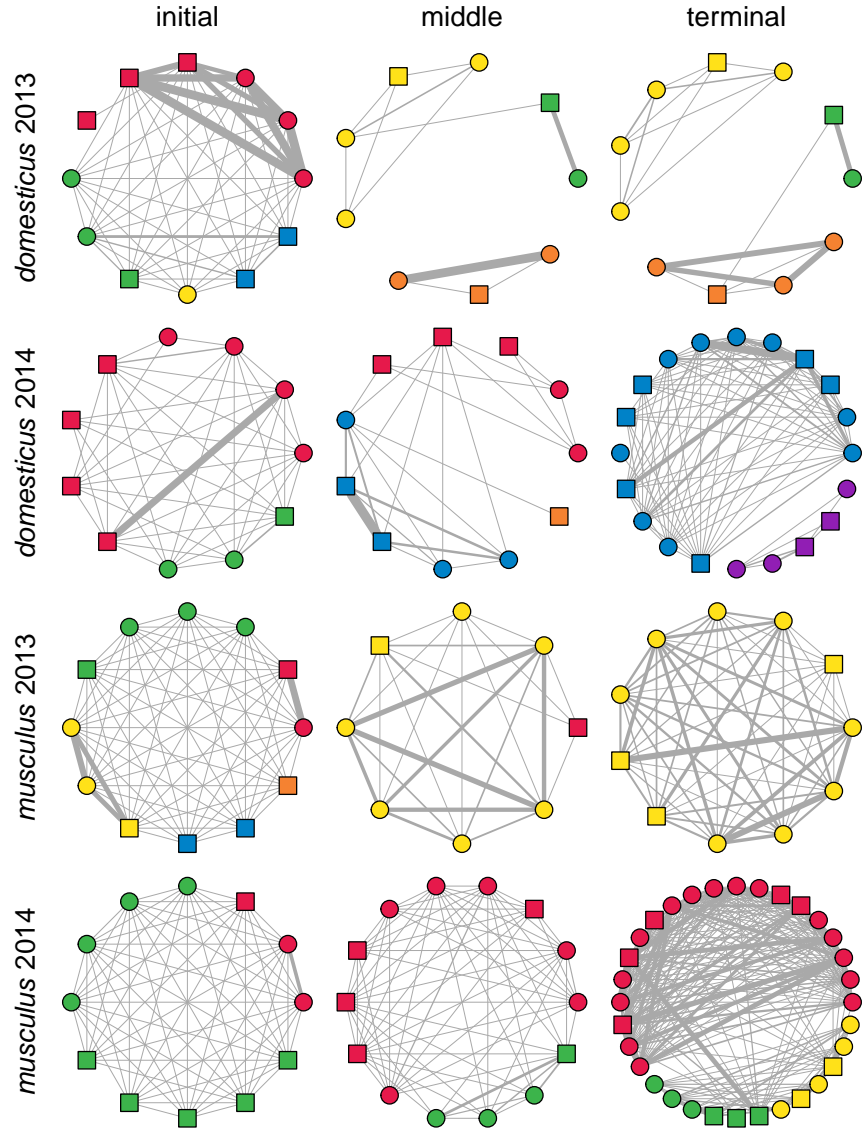 initial middle terminal
domesticus 2013
domesticus 2014
musculus 2013
musculus 2014